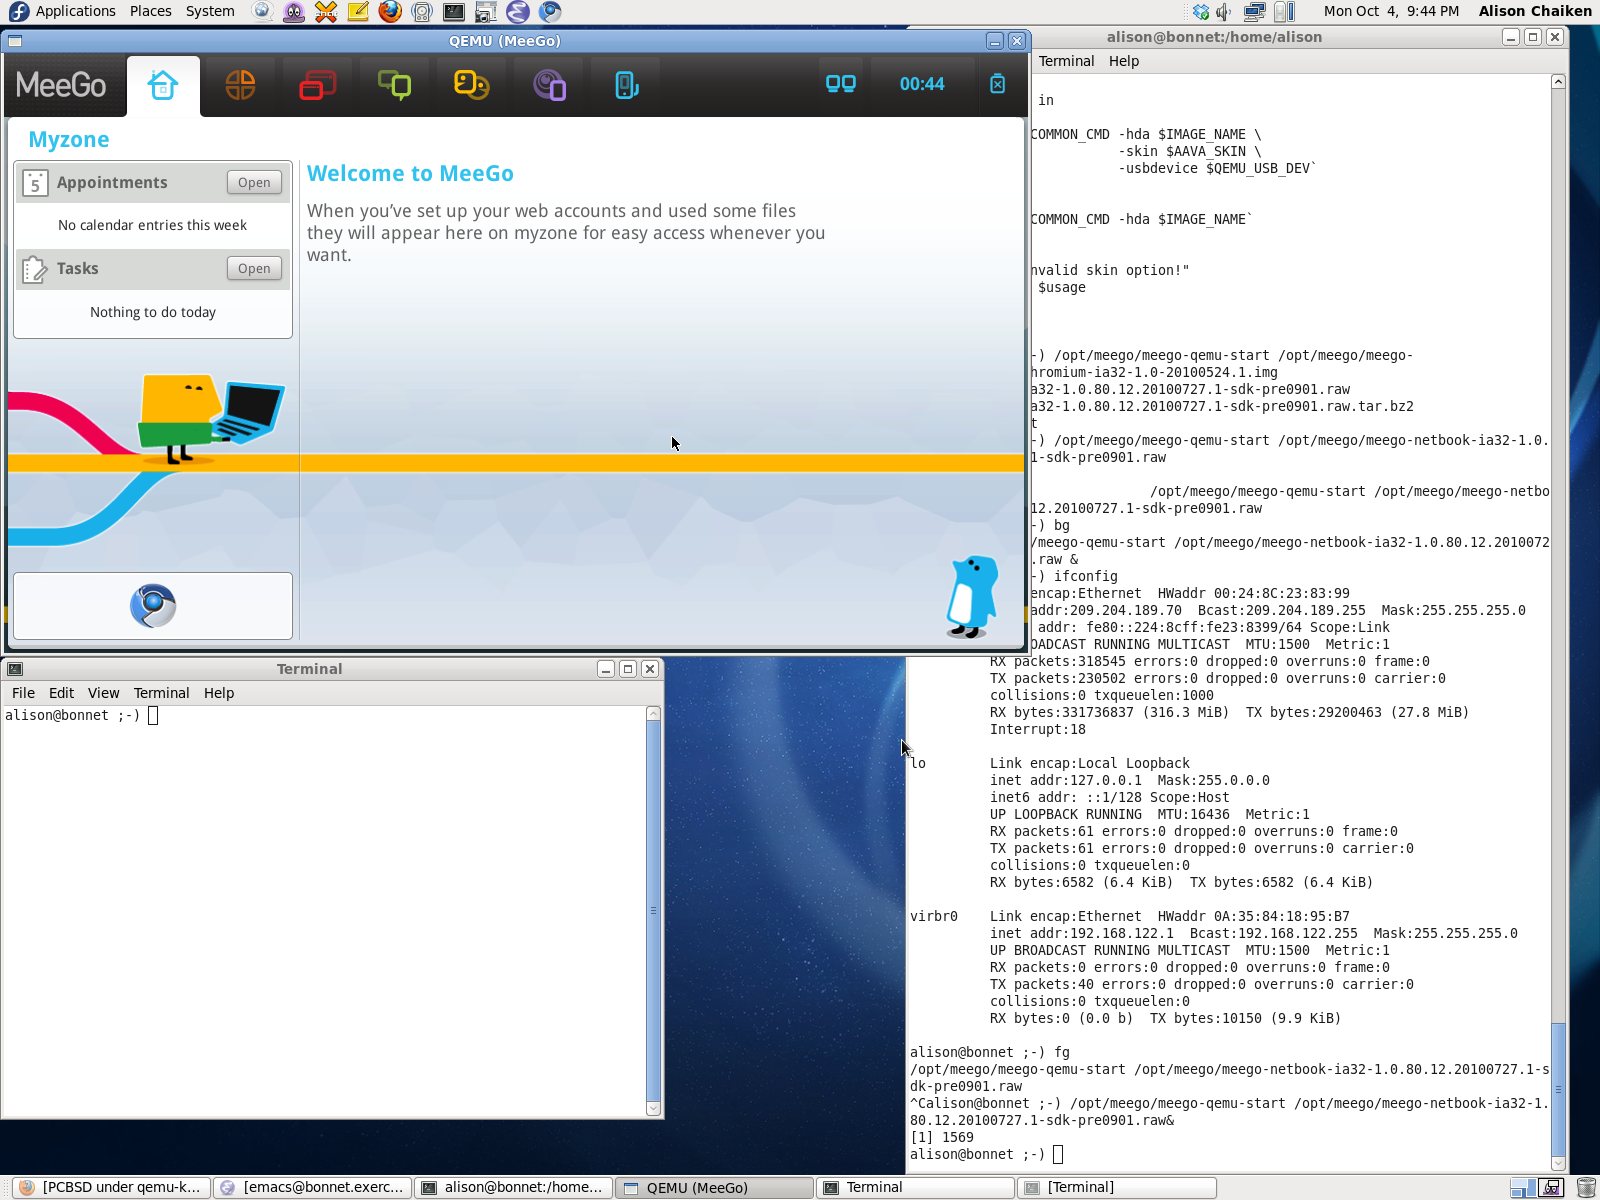 Applications Places System
Mon Oct 4, 9:44 PM Alison Chaiken
QEMU (MeeGo)
MeeGo
00:44
Myzone
5
Appointments
Open
No calendar entries this week
Tasks
Open
Nothing to do today
Welcome to MeeGo
When you've set up your web accounts and used some files
they will appear here on myzone for easy access whenever you
want.
alison@bonnet:/home/alison
Terminal Help
in
COMMON_CMD -hda $IMAGE_NAME \
-skin $AAVA_SKIN \
-usbdevice $QEMU_USB_DEV`
COMMON_CMD -hda $IMAGE_NAME`
nvalid skin option!"
$usage
-) /opt/meego/meego-qemu-start /opt/meego/meego-
hromium-ia32-1.0-20100524.1.img
a32-1.0.80.12.20100727.1-sdk-pre0901.raw
a32-1.0.80.12.20100727.1-sdk-pre0901.raw.tar.bz2
t
-) /opt/meego/meego-qemu-start /opt/meego/meego-netbook-ia32-1.0.
1-sdk-pre0901.raw
/opt/meego/meego-qemu-start /opt/meego/meego-netbo
12.20100727.1-sdk-pre0901.raw
-) bg
/meego-qemu-start /opt/meego/meego-netbook-ia32-1.0.80.12.2010072
.raw &
-) ifconfig
encap:Ethernet HWaddr 00:24:8C:23:83:99
addr:209.204.189.70 Bcast:209.204.189.255 Mask:255.255.255.0
addr: fe80::224:8cff:fe23:8399/64 Scope:Link
OADCAST RUNNING MULTICAST MTU:1500 Metric:1
RX packets:318545 errors:0 dropped:0 overruns:0 frame:0
TX packets:230502 errors:0 dropped:0 overruns:0 carrier:0
collisions:0 txqueuelen:1000
RX bytes:331736837 (316.3 MiB) TX bytes:29200463 (27.8 MiB)
Interrupt:18
lo Link encap:Local Loopback
inet addr:127.0.0.1 Mask:255.0.0.0
inet6 addr: ::1/128 Scope:Host
UP LOOPBACK RUNNING MTU:16436 Metric:1
RX packets:61 errors:0 dropped:0 overruns:0 frame:0
TX packets:61 errors:0 dropped:0 overruns:0 carrier:0
collisions:0 txqueuelen:0
RX bytes:6582 (6.4 KiB) TX bytes:6582 (6.4 KiB)
virbr0 Link encap:Ethernet HWaddr 0A:35:84:18:95:B7
inet addr:192.168.122.1 Bcast:192.168.122.255 Mask:255.255.255.0
UP BROADCAST RUNNING MULTICAST MTU:1500 Metric:1
RX packets:0 errors:0 dropped:0 overruns:0 frame:0
TX packets:40 errors:0 dropped:0 overruns:0 carrier:0
collisions:0 txqueuelen:0
RX bytes:0 (0.0 b) TX bytes:10150 (9.9 KiB)
alison@bonnet ;-) fg
/opt/meego/meego-qemu-start /opt/meego/meego-netbook-ia32-1.0.80.12.20100727.1-s
dk-pre0901.raw
^Calison@bonnet ;-) /opt/meego/meego-qemu-start /opt/meego/meego-netbook-ia32-1.
80.12.20100727.1-sdk-pre0901.raw&
[1] 1569
alison@bonnet ;-)
Terminal
File Edit View Terminal Help
alison@bonnet ;-)
[PCBSD under qemu-k... [emacs@bonnet.exerc... alison@bonnet:/home... QEMU (MeeGo) Terminal [Terminal]